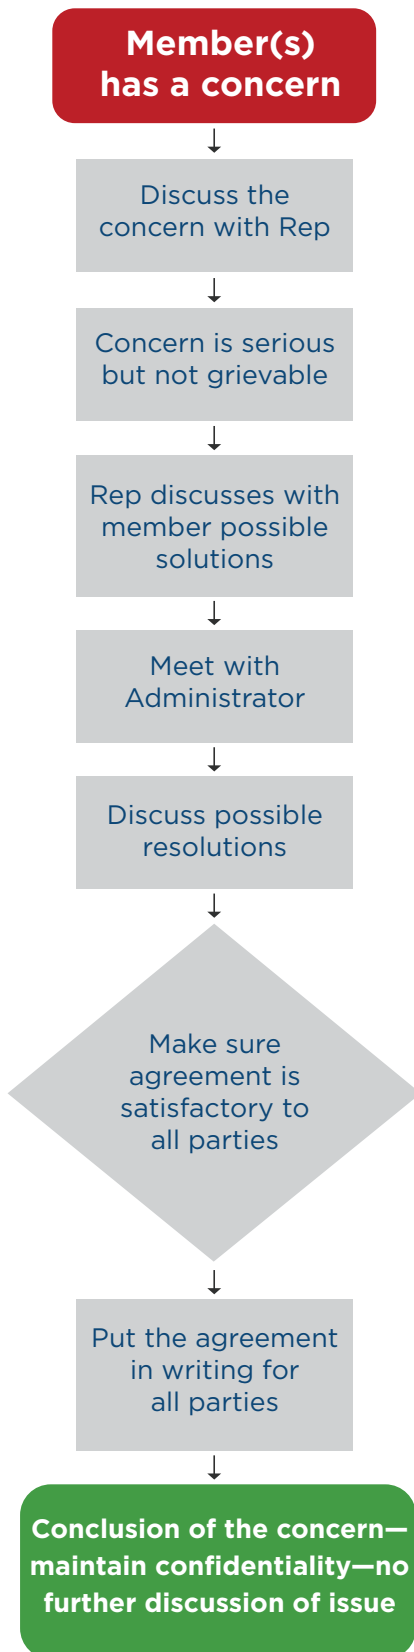 Member(s)
has a concern
Discuss the
concern with Rep
Concern is serious
but not grievable
Rep discusses with
member possible
solutions
Meet with
Administrator
Discuss possible
resolutions
Make sure
agreement is
satisfactory to
all parties
Put the agreement
in writing for
all parties
Conclusion of the concern—
maintain confidentiality—no
further discussion of issue